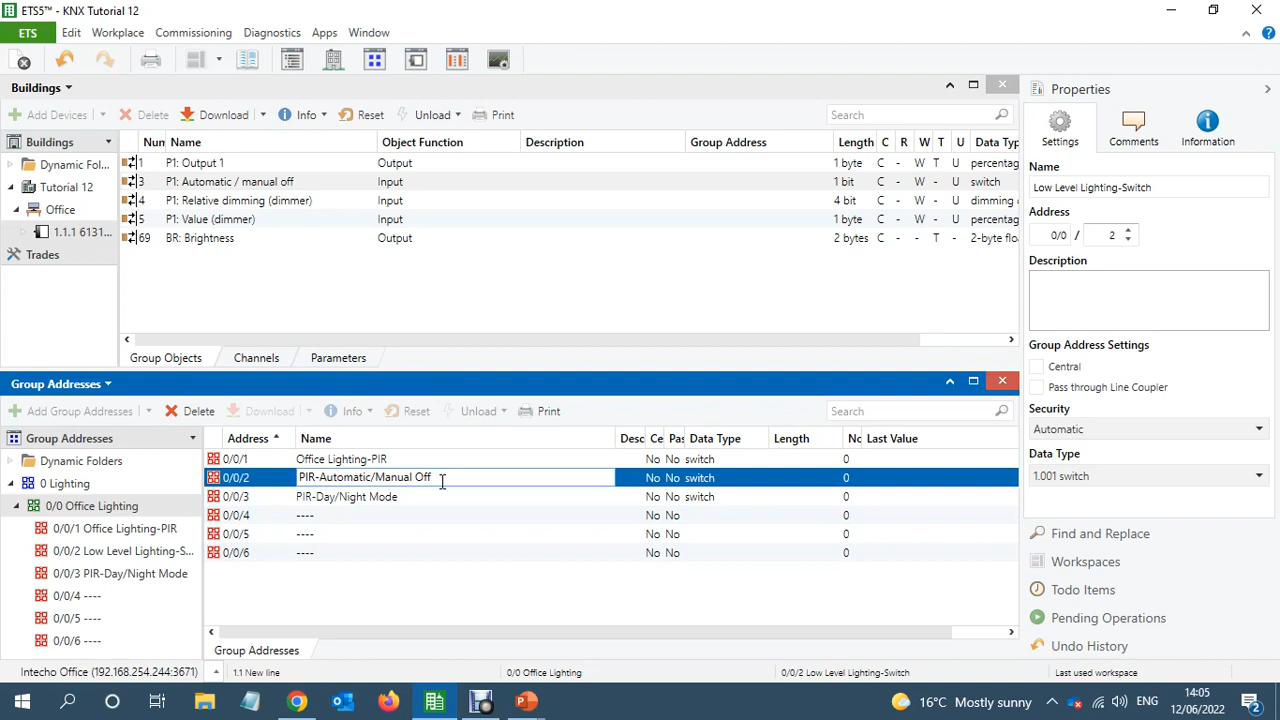 ETS5™ - KNX Tutorial 12
ETS Edit Workplace Commissioning Diagnostics Apps Window
Buildings
Add Devices Delete Download Info Reset Unload Print Search
Buildings Num Name Object Function Description Group Address Length C R W T U Data Typ
Dynamic Fol... 1 P1: Output 1 Output 1 byte C - W T U percentag
Tutorial 12 3 P1: Automatic / manual off Input 1 bit C - W - U switch
Office 4 P1: Relative dimming (dimmer) Input 4 bit C - W - U dimming
1.1.1 6131... 5 P1: Value (dimmer) Input 1 byte C - W - U percentag
Trades 69 BR: Brightness Output 2 bytes C - - T - 2-byte flo
Group Objects Channels Parameters
Group Addresses
Add Group Addresses Delete Download Info Reset Unload Print Search
Group Addresses Address Name Desc Ce Pas Data Type Length Nc Last Value
Dynamic Folders
0 Lighting
0/0 Office Lighting
0/0/1 Office Lighting-PIR
0/0/2 Low Level Lighting-S...
0/0/3 PIR-Day/Night Mode
0/0/4 ----
0/0/5 ----
0/0/6 ----
0/0/1 Office Lighting-PIR No No switch 0
0/0/2 PIR-Automatic/Manual Off No No switch 0
0/0/3 PIR-Day/Night Mode No No switch 0
0/0/4 ---- No No 0
0/0/5 ---- No No 0
0/0/6 ---- No No 0
Group Addresses
Properties
Settings Comments Information
Name
Low Level Lighting-Switch
Address
0/0 / 2
Description
Group Address Settings
Central
Pass through Line Coupler
Security
Automatic
Data Type
1.001 switch
Find and Replace
Workspaces
Todo Items
Pending Operations
Undo History
Intecho Office (192.168.254.244:3671) 1.1 New line 0/0 Office Lighting 0/0/2 Low Level Lighting-Switch Last used workspace
16°C Mostly sunny ENG 14:05
12/06/2022 2